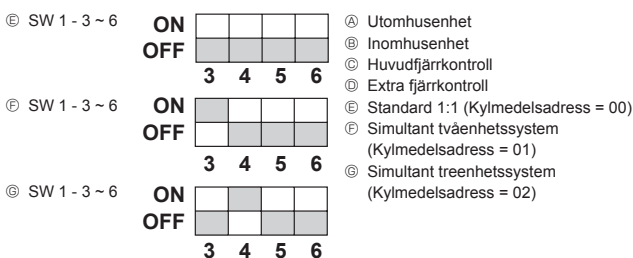 Ⓔ SW 1 - 3 ~ 6
ON
OFF
3 4 5 6
Ⓕ SW 1 - 3 ~ 6
ON
OFF
3 4 5 6
Ⓖ SW 1 - 3 ~ 6
ON
OFF
3 4 5 6
Ⓐ Utomhusenhet
Ⓑ Inomhusenhet
Ⓒ Huvudfjärrkontroll
Ⓓ Extra fjärrkontroll
Ⓔ Standard 1:1 (Kylmedelsadress = 00)
Ⓕ Simultant tvåenhetssystem
(Kylmedelsadress = 01)
Ⓖ Simultant treenhetssystem
(Kylmedelsadress = 02)